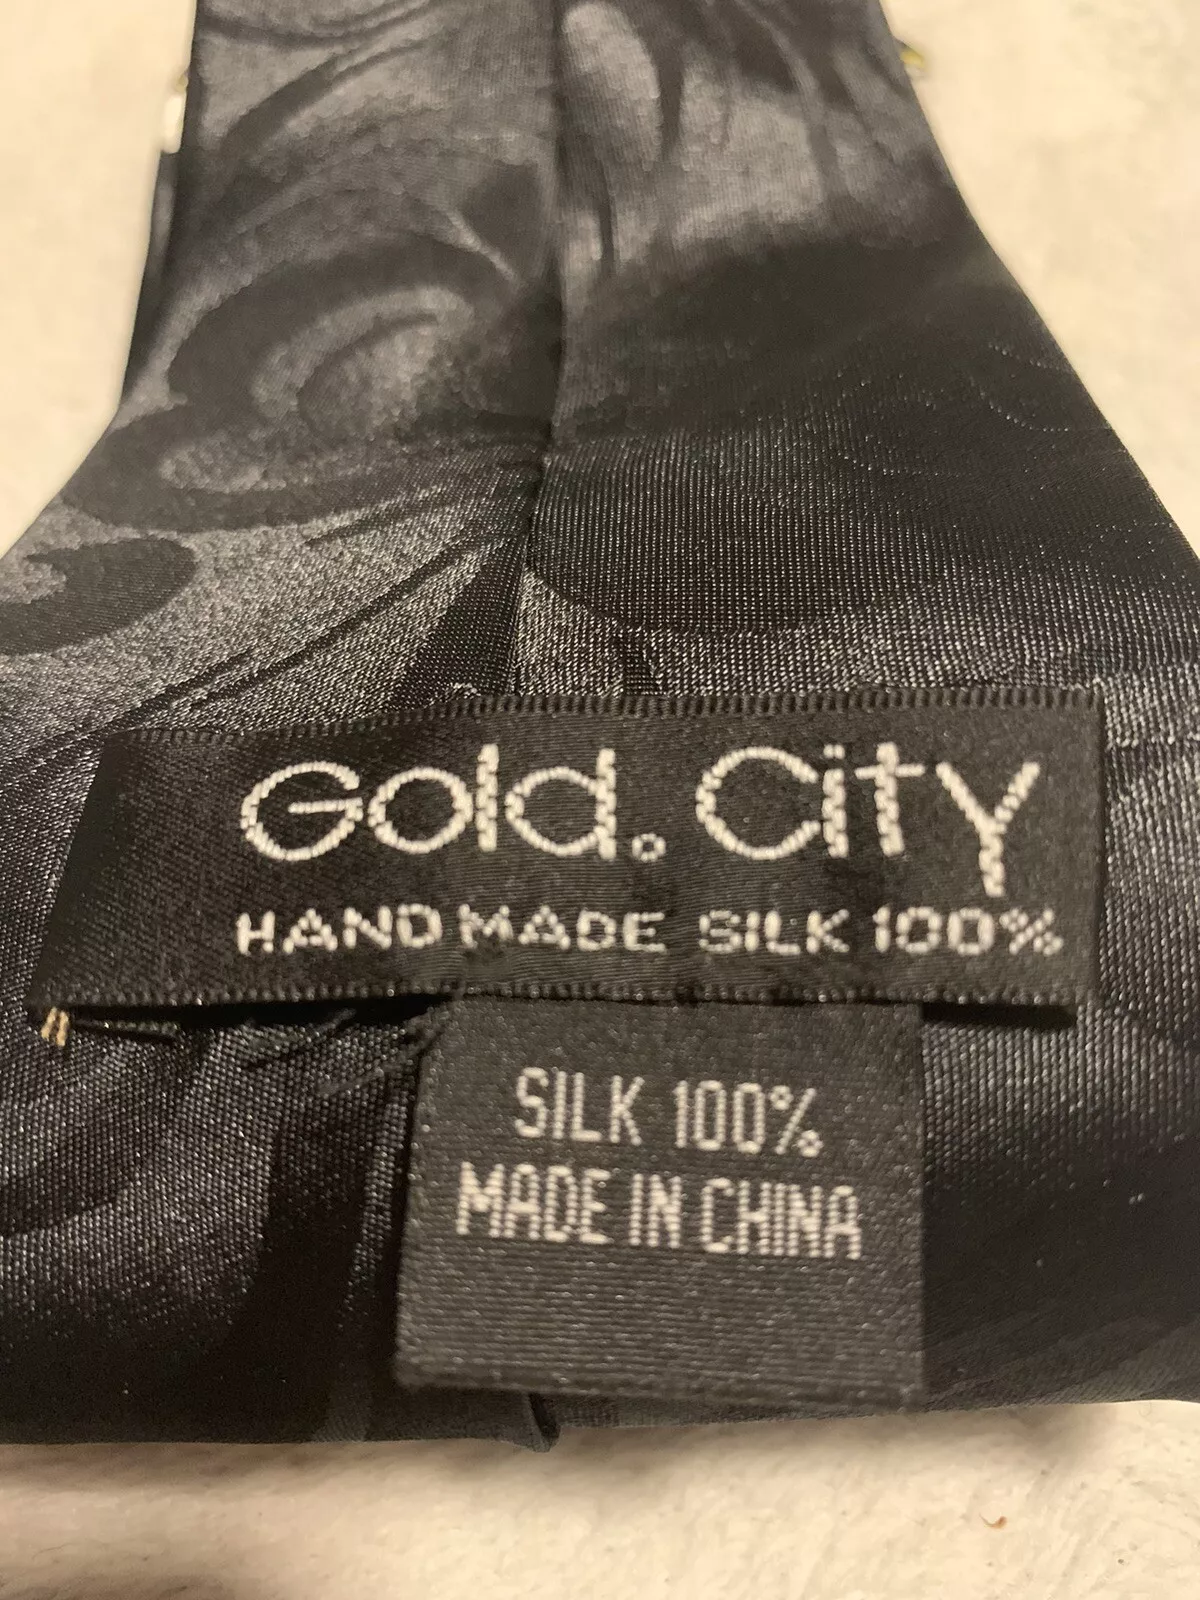 Gold. City
HAND MADE SILK 100%
SILK 100%
MADE IN CHINA